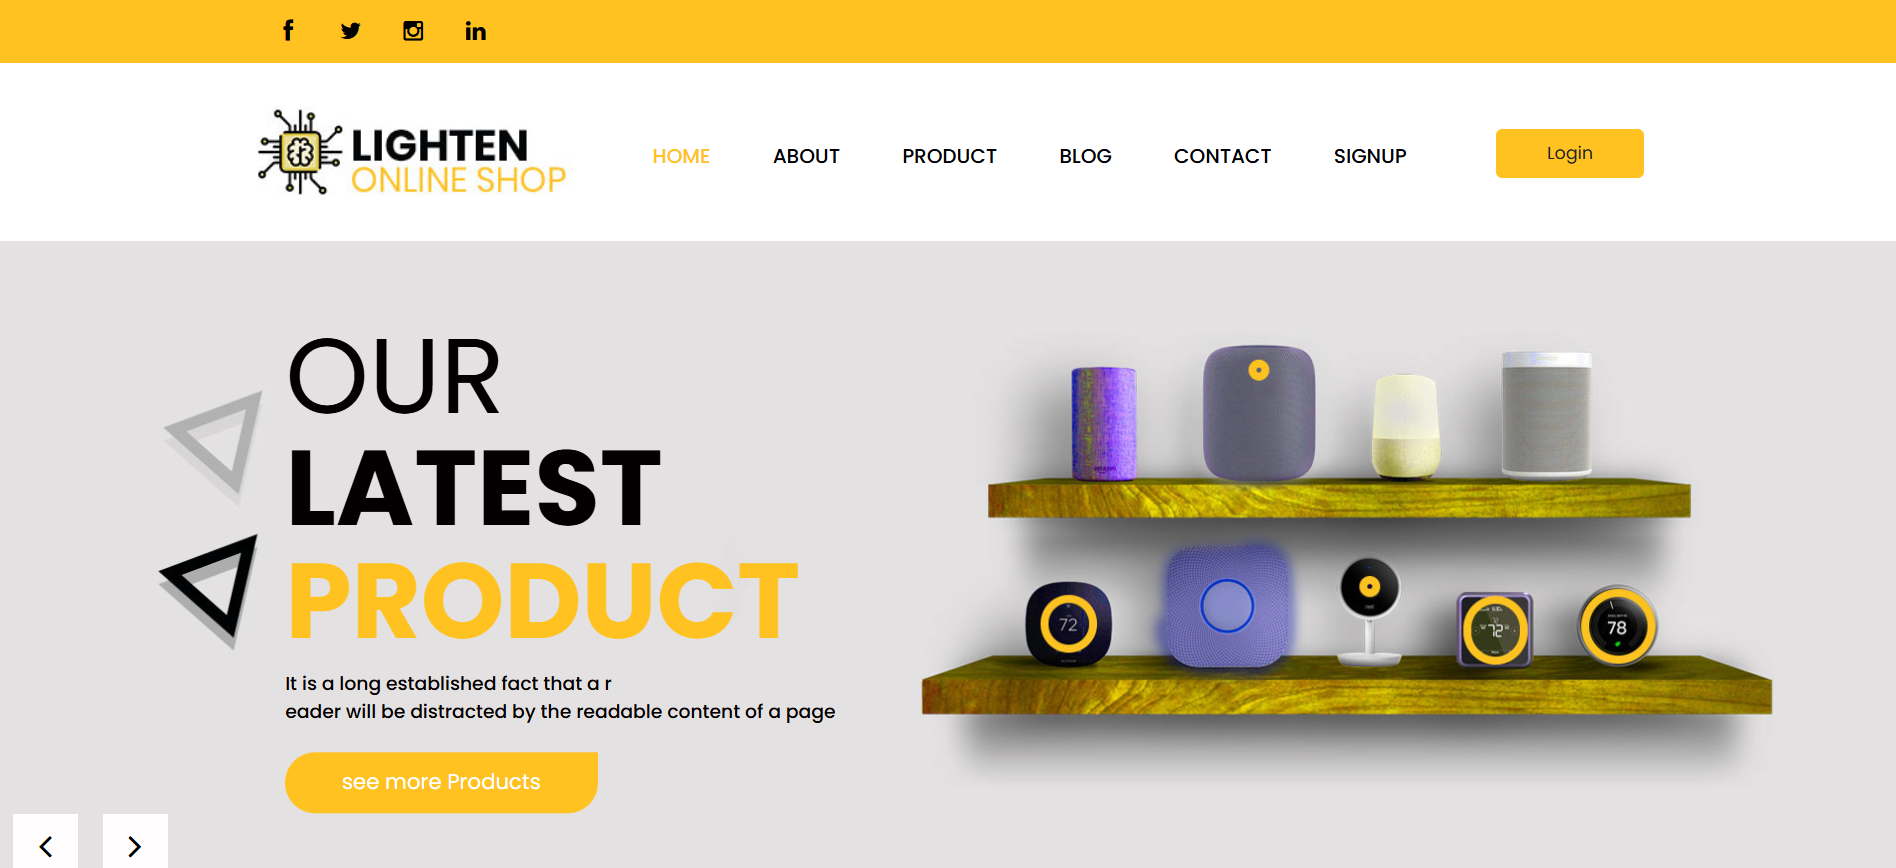 LIGHTEN
ONLINE SHOP
HOME ABOUT PRODUCT BLOG CONTACT SIGNUP Login
OUR
LATEST
PRODUCT
It is a long established fact that a r
eader will be distracted by the readable content of a page
see more Products
72
72
78